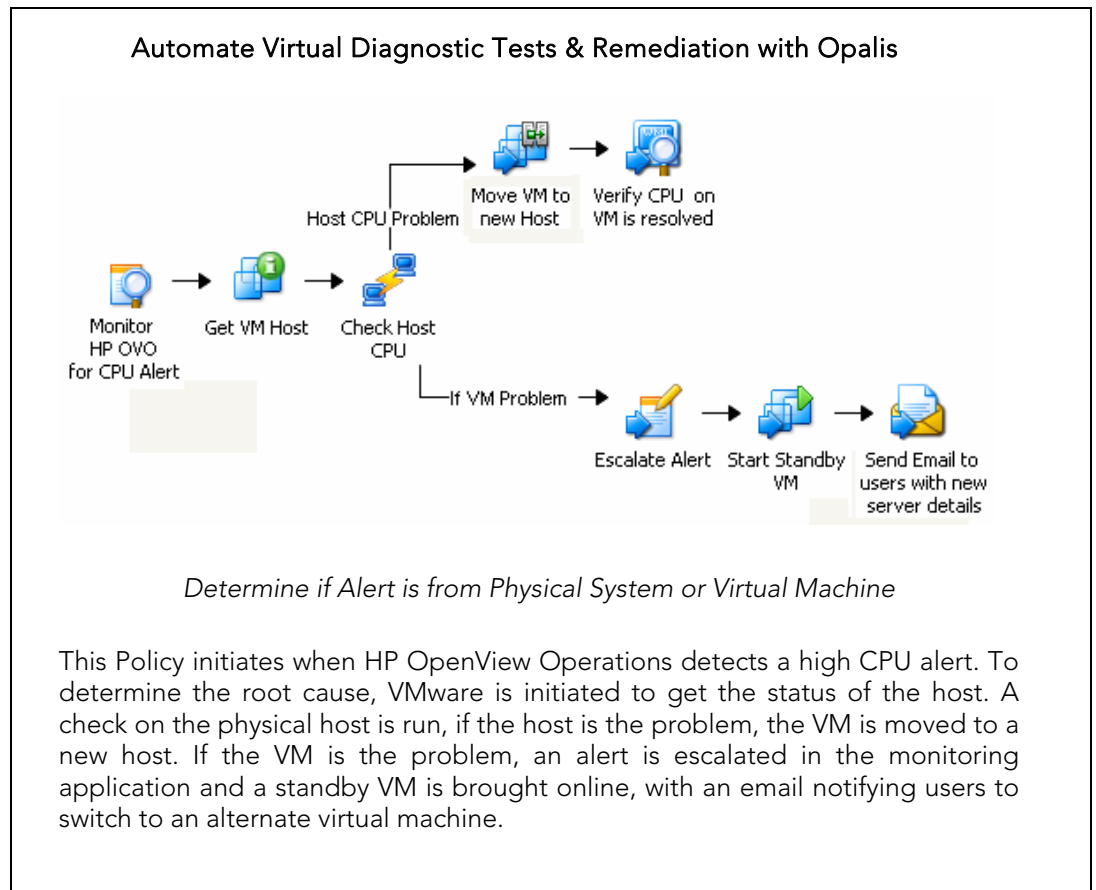 Automate Virtual Diagnostic Tests & Remediation with Opalis
Move VM to
new Host
Verify CPU on
VM is resolved
Host CPU Problem
Monitor
HP OVO
for CPU Alert
Get VM Host
Check Host
CPU
If VM Problem
Escalate Alert
Start Standby
VM
Send Email to
users with new
server details
Determine if Alert is from Physical System or Virtual Machine
This Policy initiates when HP OpenView Operations detects a high CPU alert. To
determine the root cause, VMware is initiated to get the status of the host. A
check on the physical host is run, if the host is the problem, the VM is moved to a
new host. If the VM is the problem, an alert is escalated in the monitoring
application and a standby VM is brought online, with an email notifying users to
switch to an alternate virtual machine.